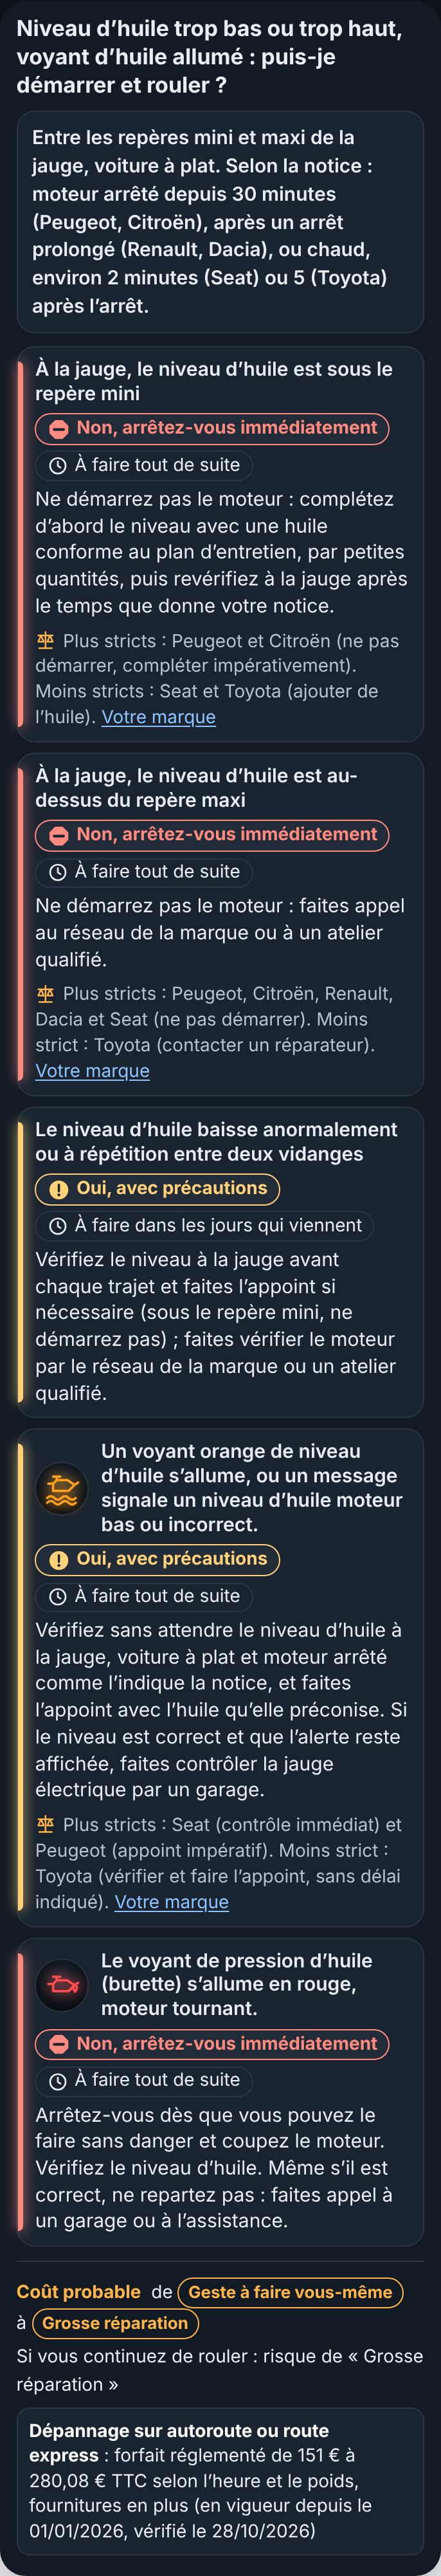 Niveau d’huile trop bas ou trop haut,
voyant d’huile allumé : puis-je
démarrer et rouler ?
Entre les repères mini et maxi de la
jauge, voiture à plat. Selon la notice :
moteur arrêté depuis 30 minutes
(Peugeot, Citroën), après un arrêt
prolongé (Renault, Dacia), ou chaud,
environ 2 minutes (Seat) ou 5 (Toyota)
après l’arrêt.
À la jauge, le niveau d’huile est sous le
repère mini
Non, arrêtez-vous immédiatement
À faire tout de suite
Ne démarrez pas le moteur : complétez
d’abord le niveau avec une huile
conforme au plan d’entretien, par petites
quantités, puis revérifiez à la jauge après
le temps que donne votre notice.
Plus stricts : Peugeot et Citroën (ne pas
démarrer, compléter impérativement).
Moins stricts : Seat et Toyota (ajouter de
l’huile). Votre marque
À la jauge, le niveau d’huile est au-
dessus du repère maxi
Non, arrêtez-vous immédiatement
À faire tout de suite
Ne démarrez pas le moteur : faites appel
au réseau de la marque ou à un atelier
qualifié.
Plus stricts : Peugeot, Citroën, Renault,
Dacia et Seat (ne pas démarrer). Moins
strict : Toyota (contacter un réparateur).
Votre marque
Le niveau d’huile baisse anormalement
ou à répétition entre deux vidanges
Oui, avec précautions
À faire dans les jours qui viennent
Vérifiez le niveau à la jauge avant
chaque trajet et faites l’appoint si
nécessaire (sous le repère mini, ne
démarrez pas) ; faites vérifier le moteur
par le réseau de la marque ou un atelier
qualifié.
Un voyant orange de niveau
d’huile s’allume, ou un message
signale un niveau d’huile moteur
bas ou incorrect.
Oui, avec précautions
À faire tout de suite
Vérifiez sans attendre le niveau d’huile à
la jauge, voiture à plat et moteur arrêté
comme l’indique la notice, et faites
l’appoint avec l’huile qu’elle préconise. Si
le niveau est correct et que l’alerte reste
affichée, faites contrôler la jauge
électrique par un garage.
Plus stricts : Seat (contrôle immédiat) et
Peugeot (appoint impératif). Moins strict :
Toyota (vérifier et faire l’appoint, sans délai
indiqué). Votre marque
Le voyant de pression d’huile
(burette) s’allume en rouge,
moteur tournant.
Non, arrêtez-vous immédiatement
À faire tout de suite
Arrêtez-vous dès que vous pouvez le
faire sans danger et coupez le moteur.
Vérifiez le niveau d’huile. Même s’il est
correct, ne repartez pas : faites appel à
un garage ou à l’assistance.
Coût probable de Geste à faire vous-même
à Grosse réparation
Si vous continuez de rouler : risque de « Grosse
réparation »
Dépannage sur autoroute ou route
express : forfait réglementé de 151 € à
280,08 € TTC selon l’heure et le poids,
fournitures en plus (en vigueur depuis le
01/01/2026, vérifié le 28/10/2026)